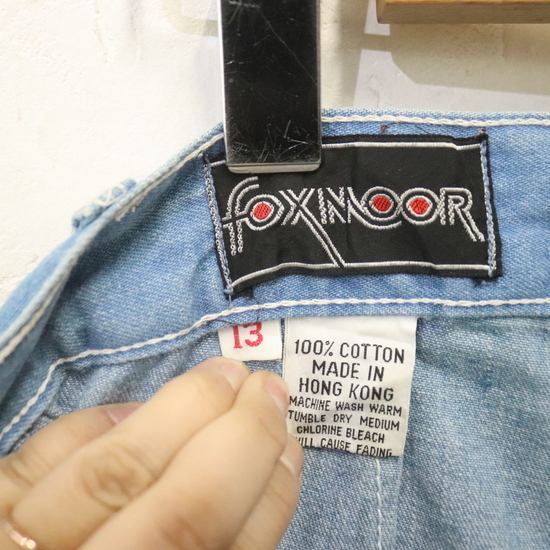 foxmoor
13
100% COTTON
MADE IN
HONG KONG
MACHINE WASH WARM
TUMBLE DRY MEDIUM
CHLORINE BLEACH
WILL CAUSE FADING